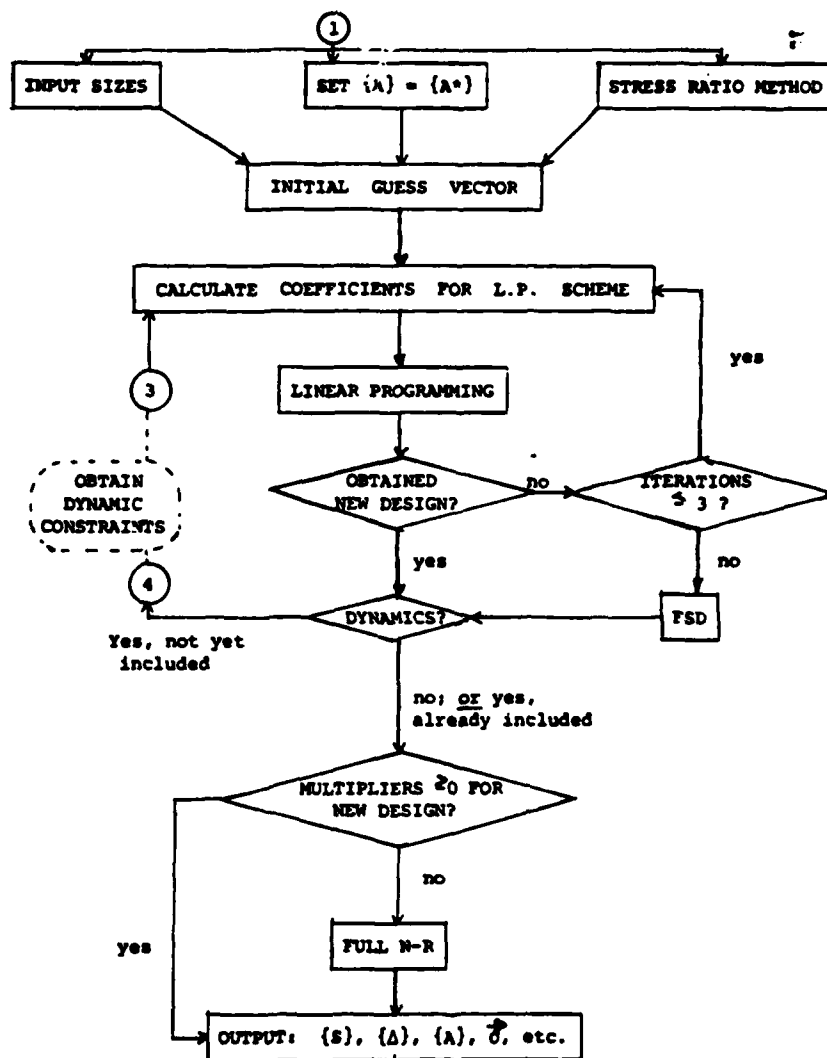 1
INPUT SIZES
SET {A} = {A*}
STRESS RATIO METHOD
INITIAL GUESS VECTOR
CALCULATE COEFFICIENTS FOR L.P. SCHEME
yes
3
LINEAR PROGRAMMING
OBTAIN
DYNAMIC
CONSTRAINTS
OBTAINED
NEW DESIGN?
no
ITERATIONS
≤ 3 ?
yes
no
4
DYNAMICS?
FSD
Yes, not yet
included
no; or yes,
already included
MULTIPLIERS ≥0 FOR
NEW DESIGN?
no
yes
FULL N-R
OUTPUT: {S}, {Δ}, {A}, etc.